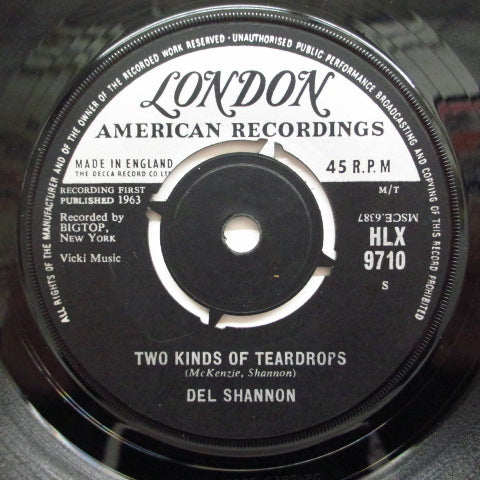 ALL RIGHTS OF THE MANUFACTURER AND OF THE OWNER OF THE RECORDED WORK RESERVED · UNAUTHORISED PUBLIC PERFORMANCE BROADCASTING AND COPYING OF THIS RECORD PROHIBITED
LONDON
AMERICAN RECORDINGS
MADE IN ENGLAND
THE DECCA RECORD CO LTD
45 R.P.M
RECORDING FIRST
PUBLISHED 1963
M/T
Recorded by
BIGTOP,
New York
MSCE.6387
Vicki Music
HLX
9710
S
TWO KINDS OF TEARDROPS
(McKenzie, Shannon)
DEL SHANNON